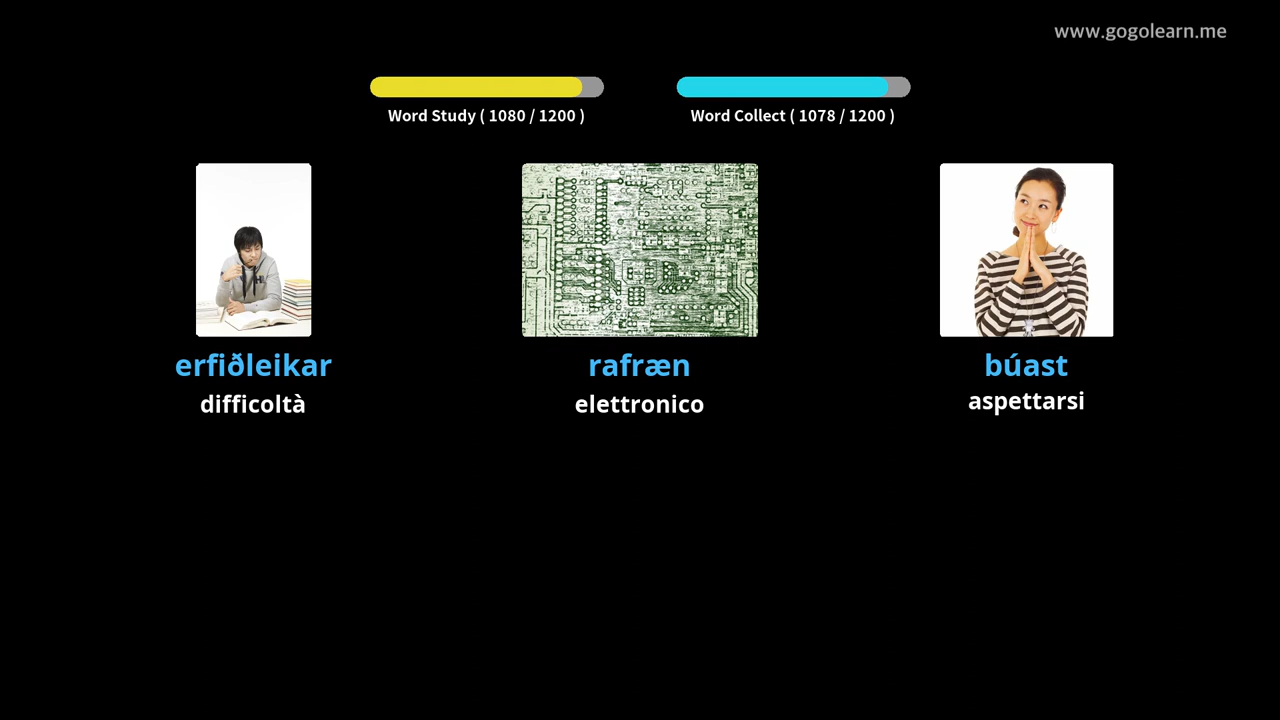 www.gogolearn.me
Word Study ( 1080 / 1200 )
Word Collect ( 1078 / 1200 )
erfiðleikar
difficoltà
rafræn
elettronico
búast
aspettarsi